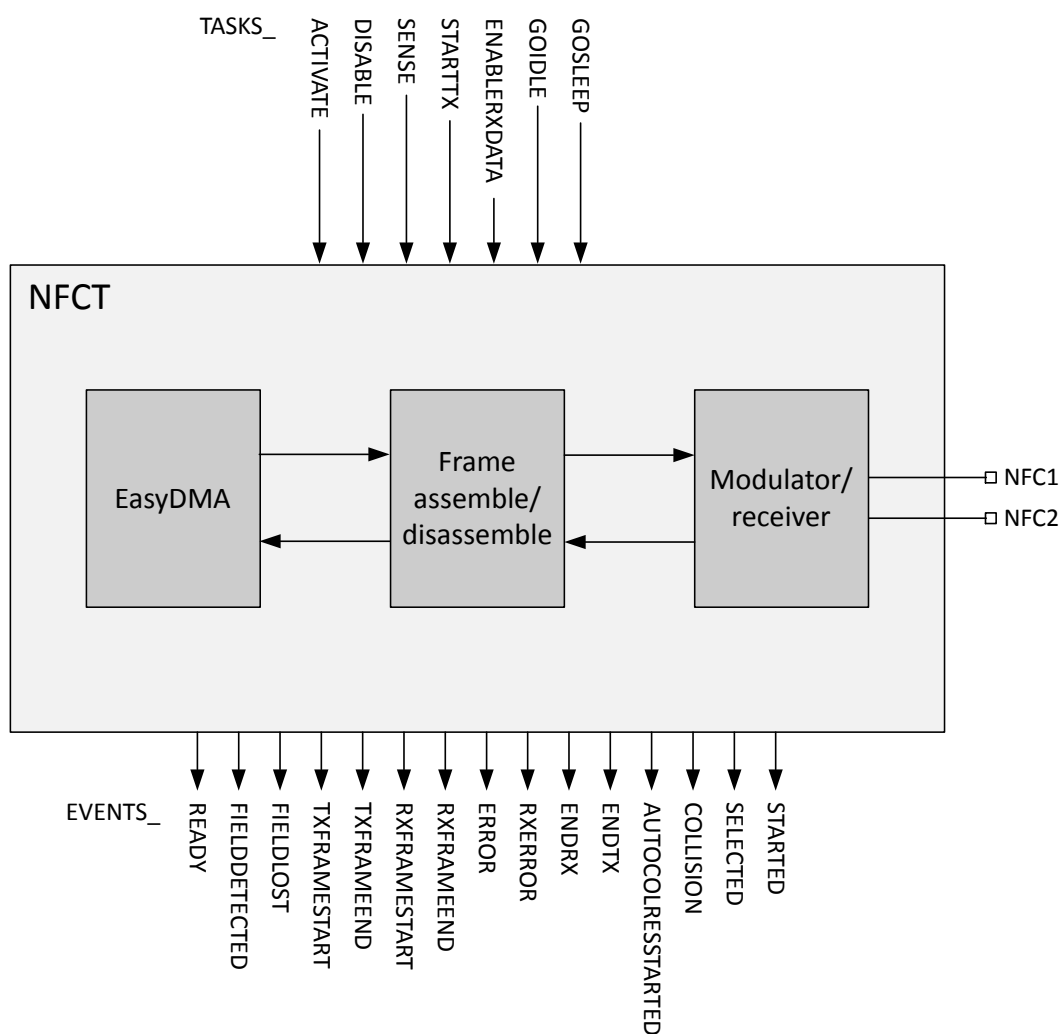 TASKS_
ACTIVATE
DISABLE
SENSE
STARTTX
ENABLERXDATA
GOIDLE
GOSLEEP
NFCT
EasyDMA
Frame
assemble/
disassemble
Modulator/
receiver
NFC1
NFC2
EVENTS_
READY
FIELDDETECTED
FIELDLOST
TXFRAMESTART
TXFRAMEEND
RXFRAMESTART
RXFRAMEEND
ERROR
RXERROR
ENDRX
ENDTX
AUTOCOLRESSTARTED
COLLISION
SELECTED
STARTED